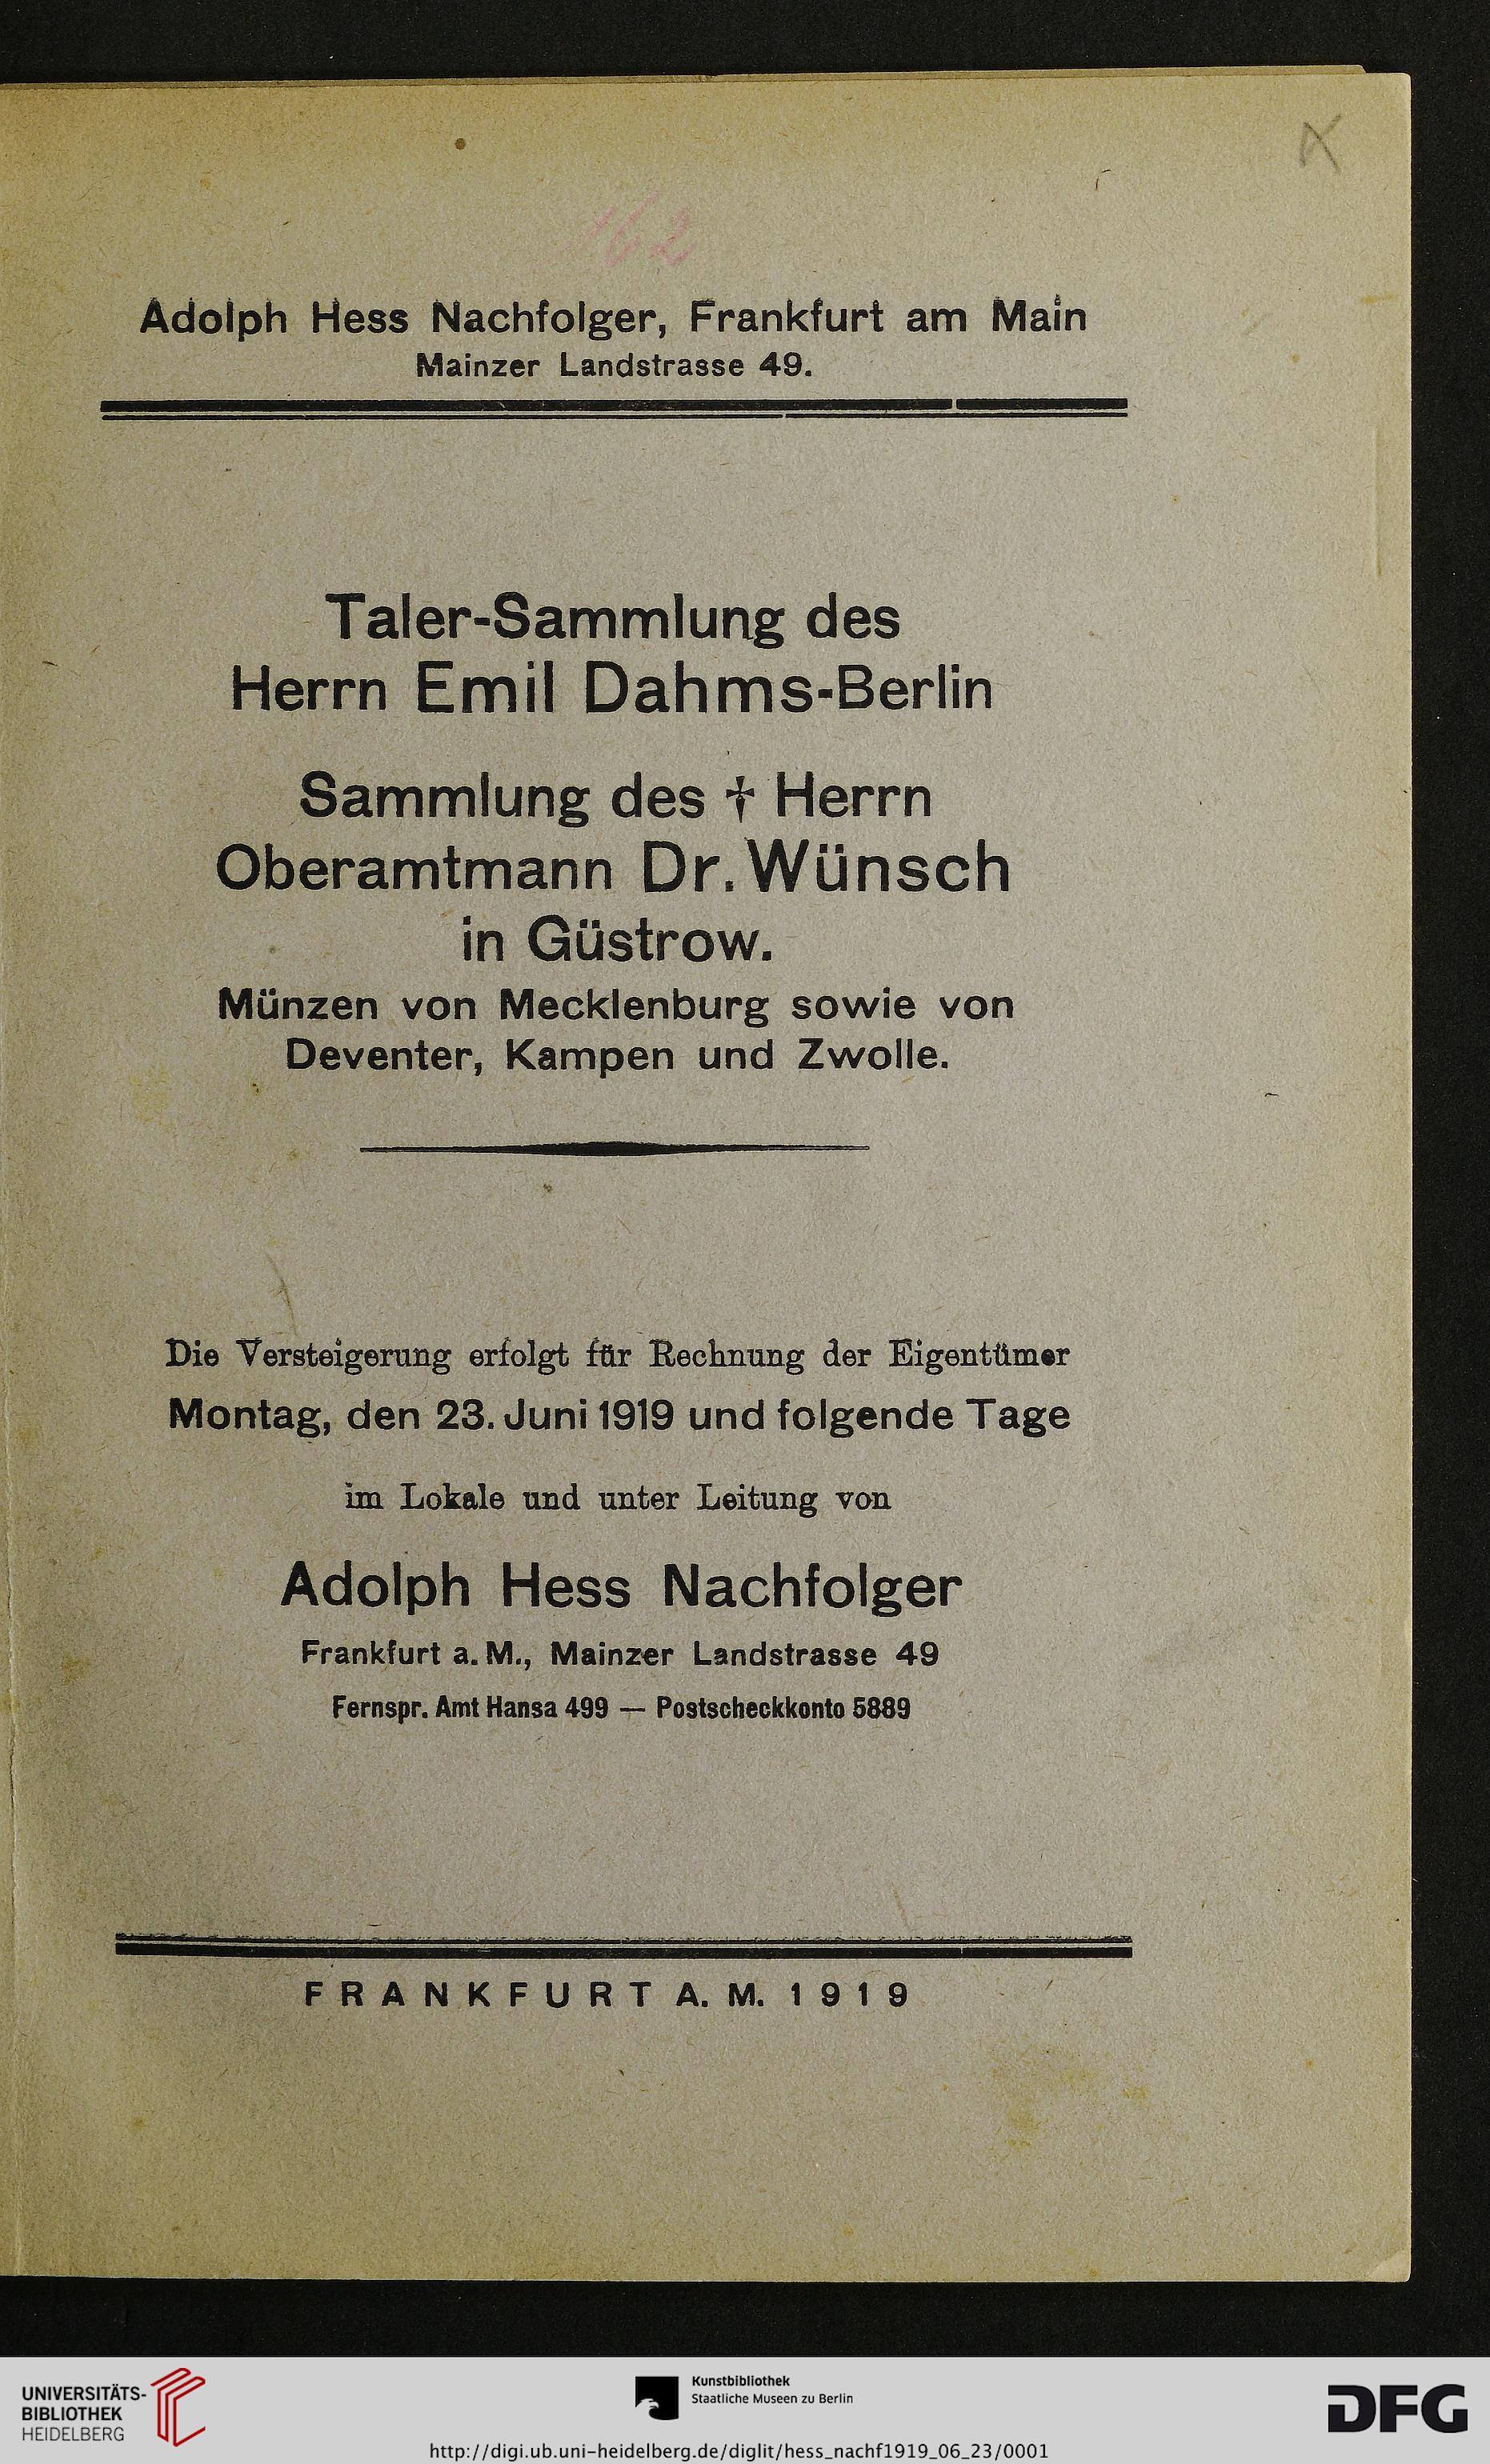 162
Adolph Hess Nachfolger, Frankfurt am Main
Mainzer Landstrasse 49.
Taler-Sammlung des
Herrn Emil Dahms-Berlin
Sammlung des † Herrn
Oberamtmann Dr. Wünsch
in Güstrow.
Münzen von Mecklenburg sowie von
Deventer, Kampen und Zwolle.
Die Versteigerung erfolgt für Rechnung der Eigentümer
Montag, den 23. Juni 1919 und folgende Tage
im Lokale und unter Leitung von
Adolph Hess Nachfolger
Frankfurt a. M., Mainzer Landstrasse 49
Fernspr. Amt Hansa 499 — Postscheckkonto 5889
FRANKFURT A. M. 1919
UNIVERSITÄTS-
BIBLIOTHEK
HEIDELBERG
Kunstbibliothek
Staatliche Museen zu Berlin
DFG
http://digi.ub.uni-heidelberg.de/diglit/hess_nachf1919_06_23/0001